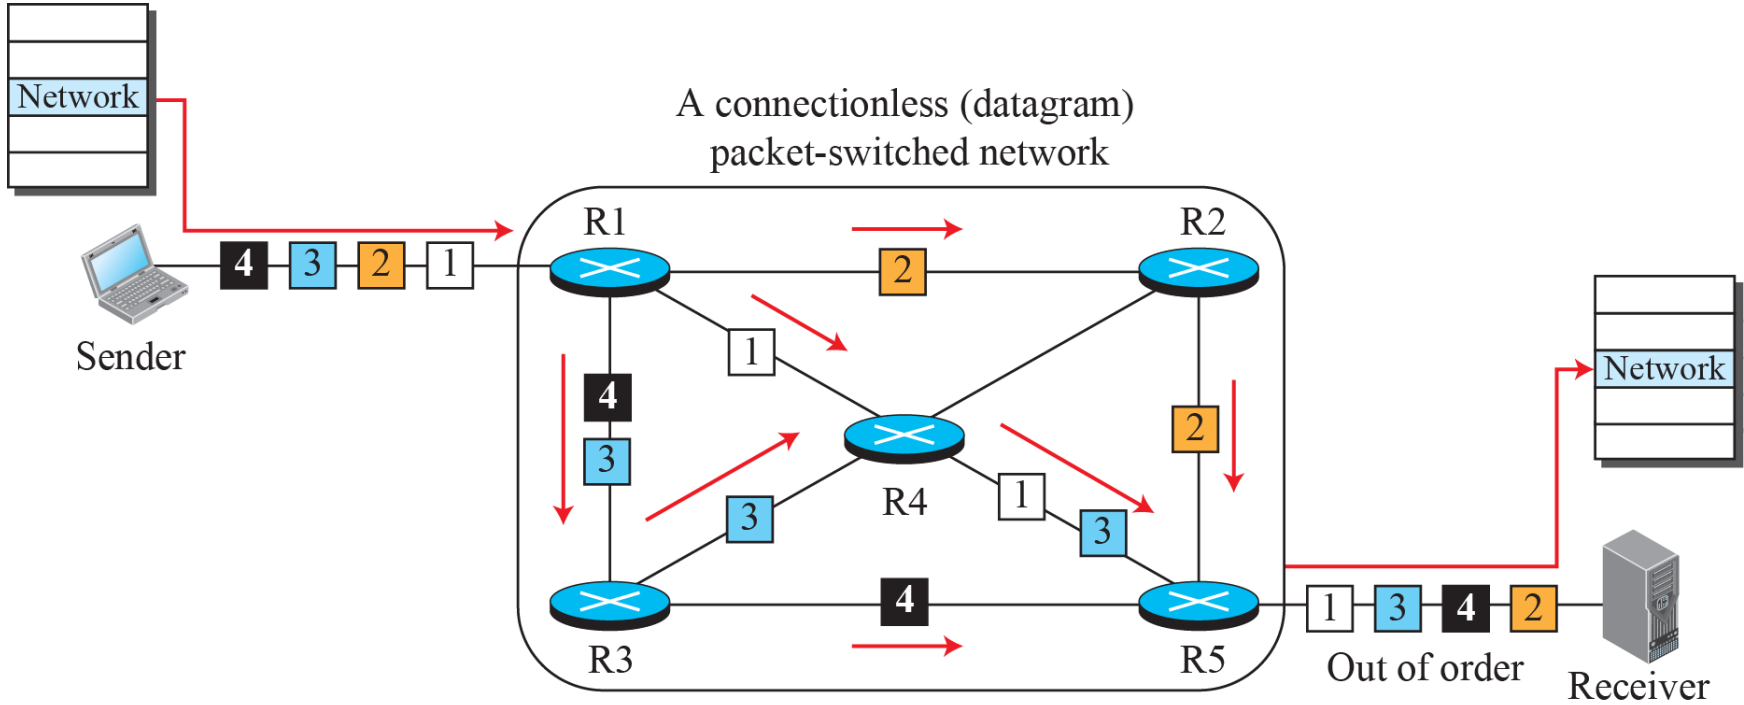 Network
A connectionless (datagram)
packet-switched network
R1
R2
4 3 2 1
2
Sender
1
Network
4
2
3
R4
1
3
3
4
1 3 4 2
R3
R5
Out of order
Receiver